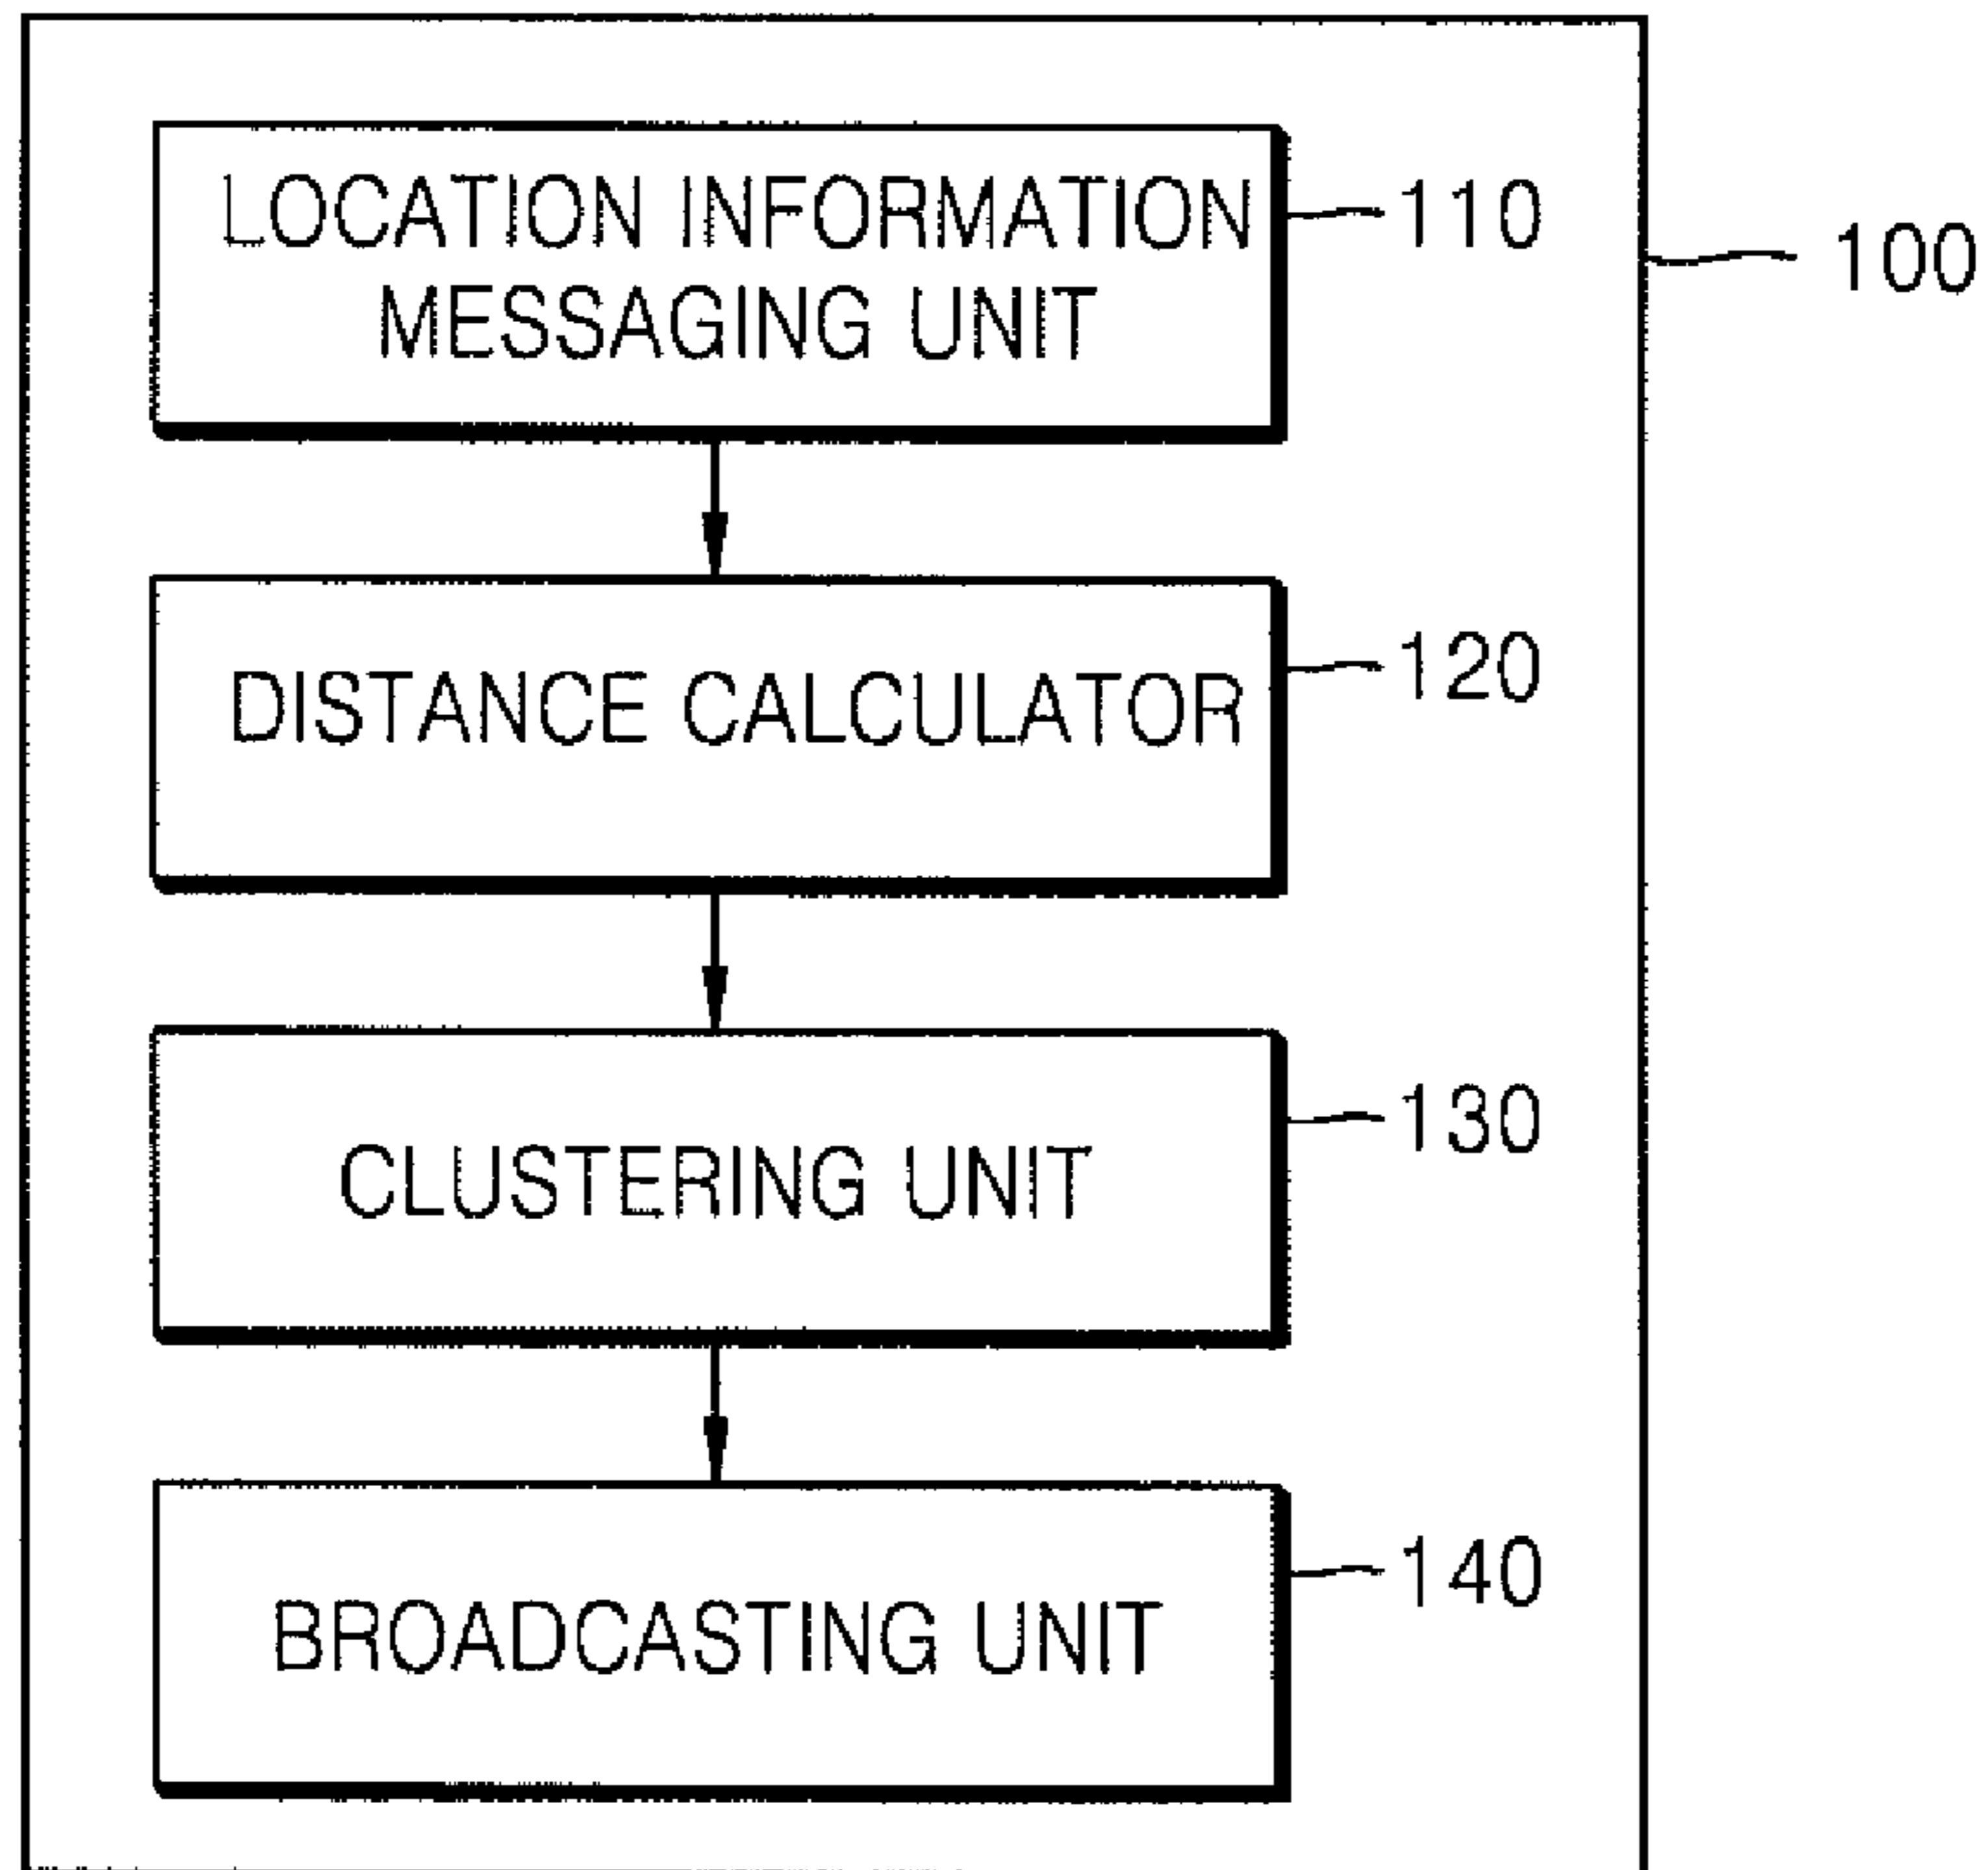 LOCATION INFORMATION
MESSAGING UNIT
110
100
DISTANCE CALCULATOR
120
CLUSTERING UNIT
130
BROADCASTING UNIT
140